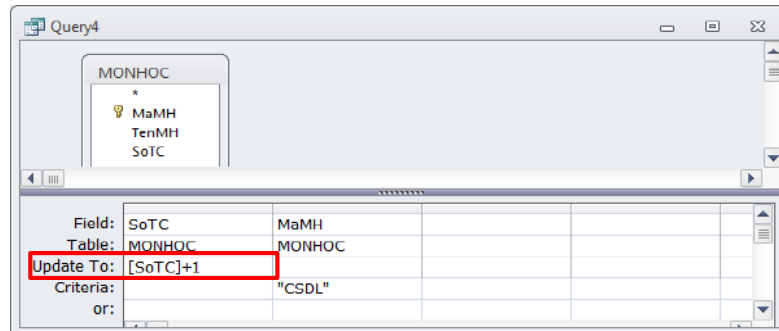 Query4
MONHOC
*
MaMH
TenMH
SoTC
Field: SoTC MaMH
Table: MONHOC MONHOC
Update To: [SoTC]+1
Criteria: "CSDL"
or: